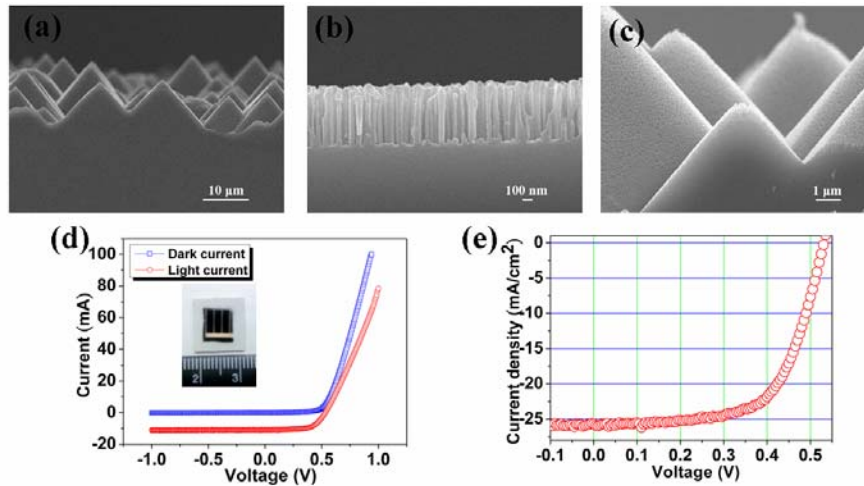 (a)
10 µm
(b)
100 nm
(c)
1 µm
(d)
Dark current
Light current
Current (mA)
100
80
60
40
20
0
-20
2
3
-1.0 -0.5 0.0 0.5 1.0
Voltage (V)
(e)
Current density (mA/cm²)
0
-5
-10
-15
-20
-25
-0.1 0.0 0.1 0.2 0.3 0.4 0.5
Voltage (V)